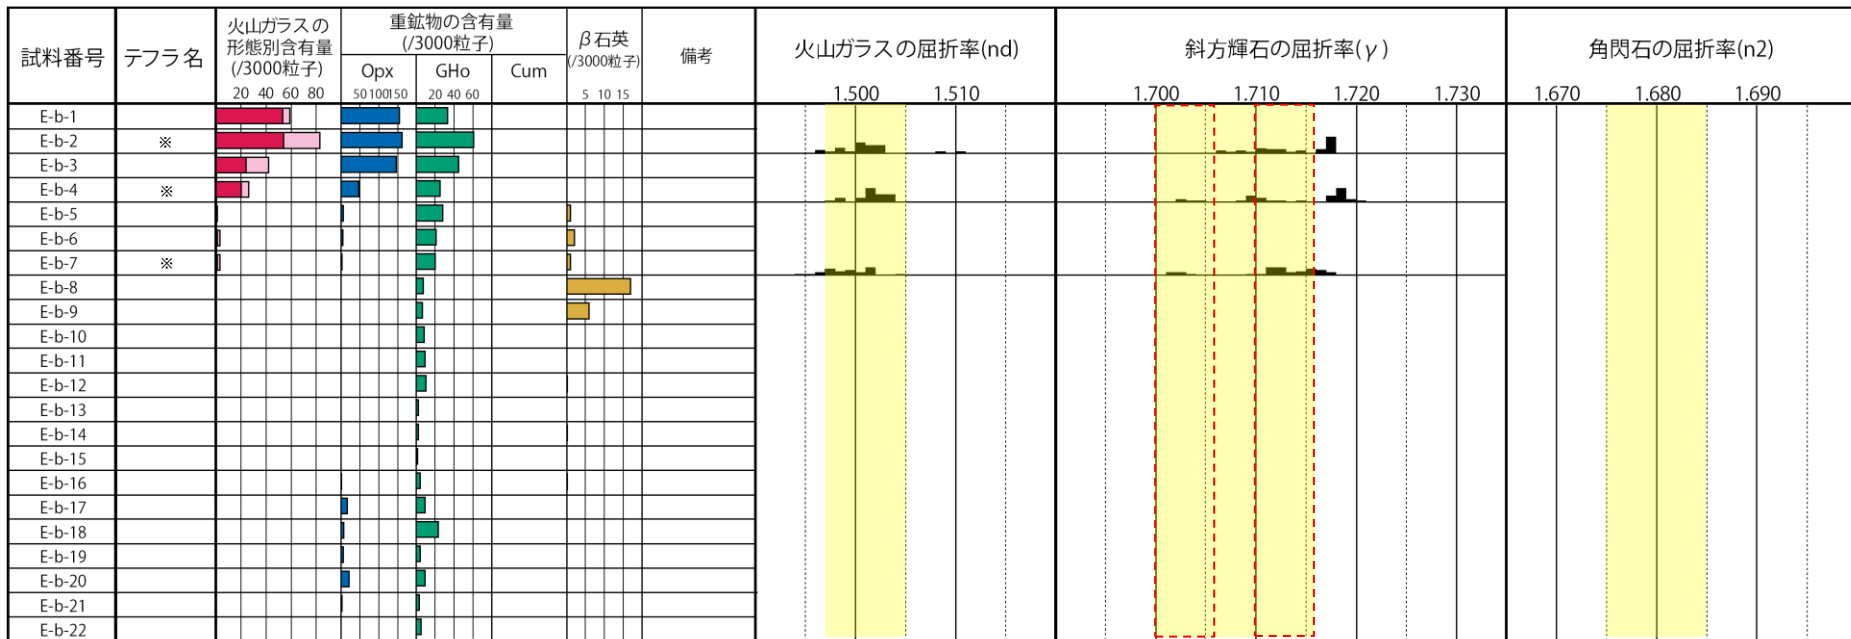 試料番号
テフラ名
火山ガラスの
形態別含有量
(/3000粒子)
20 40 60 80
重鉱物の含有量
(/3000粒子)
Opx GHo Cum
50 100 150
20 40 60
β石英
(/3000粒子)
5 10 15
備考
火山ガラスの屈折率(nd)
1.500 1.510
斜方輝石の屈折率(γ)
1.700 1.710 1.720 1.730
角閃石の屈折率(n2)
1.670 1.680 1.690
E-b-1
E-b-2 ※
E-b-3
E-b-4 ※
E-b-5
E-b-6
E-b-7 ※
E-b-8
E-b-9
E-b-10
E-b-11
E-b-12
E-b-13
E-b-14
E-b-15
E-b-16
E-b-17
E-b-18
E-b-19
E-b-20
E-b-21
E-b-22